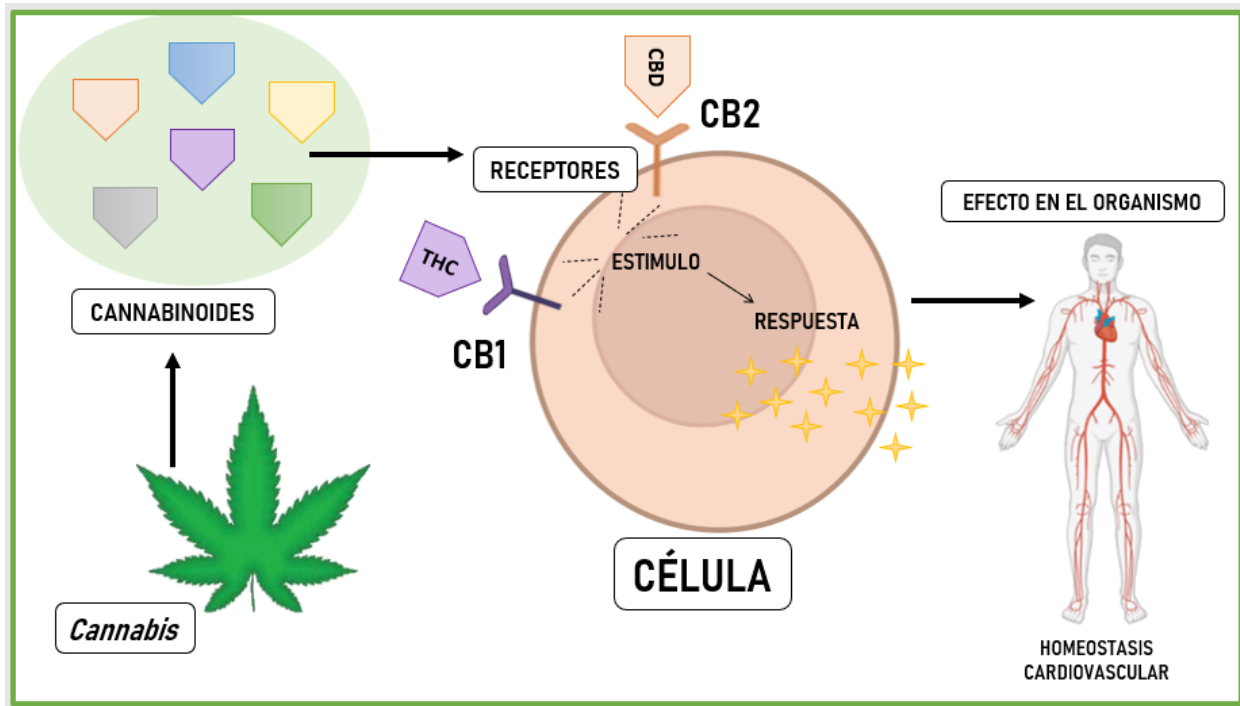 CBD
CB2
RECEPTORES
EFECTO EN EL ORGANISMO
THC
ESTIMULO
CANNABINOIDES
RESPUESTA
CB1
CÉLULA
Cannabis
HOMEOSTASIS
CARDIOVASCULAR